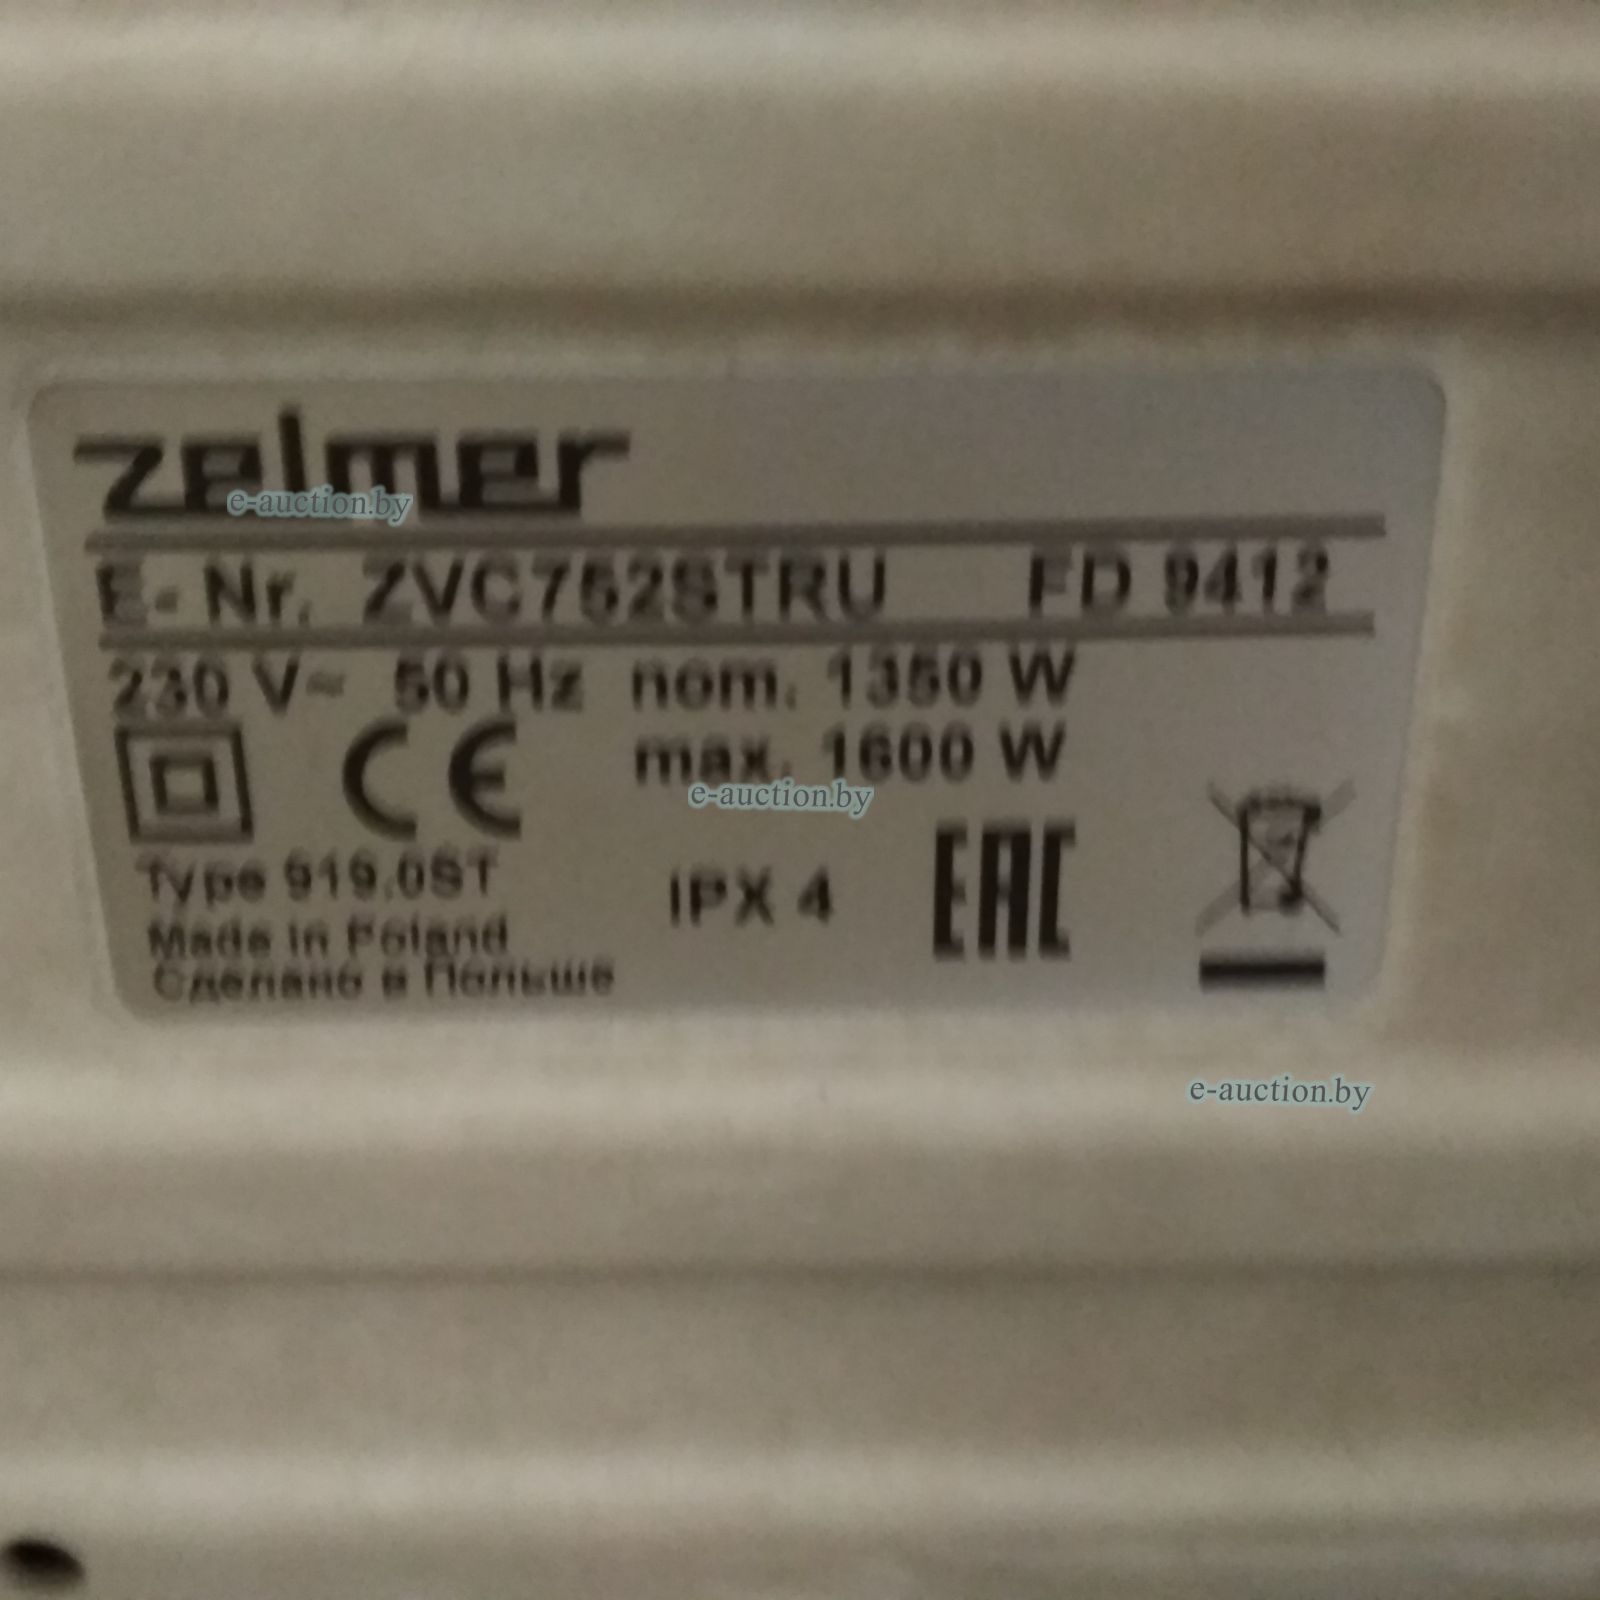 zelmer
e-auction.by
E-Nr. ZVC752STRU FD 9412
230 V~ 50 Hz nom. 1350 W
max. 1600 W
e-auction.by
CE
Type 919.0ST
IPX 4
EAC
Made in Poland
Сделано в Польше
e-auction.by